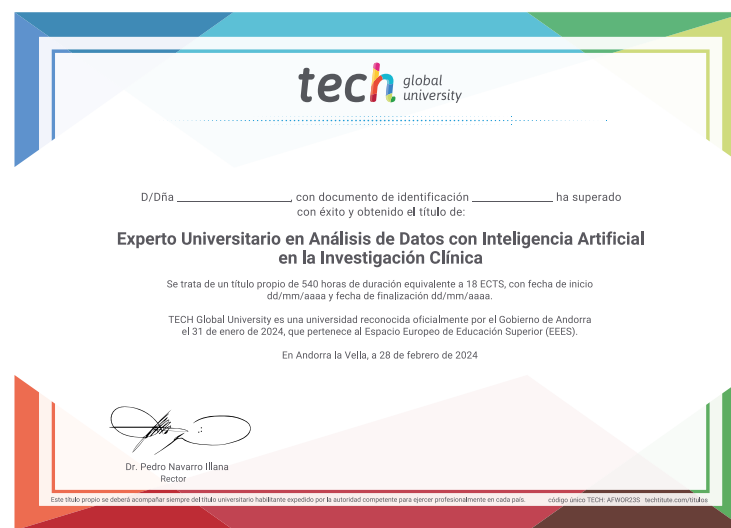 tech global
university
D/Dña ____________, con documento de identificación ____________ ha superado
con éxito y obtenido el título de:
Experto Universitario en Análisis de Datos con Inteligencia Artificial
en la Investigación Clínica
Se trata de un título propio de 540 horas de duración equivalente a 18 ECTS, con fecha de inicio
dd/mm/aaaa y fecha de finalización dd/mm/aaaa.
TECH Global University es una universidad reconocida oficialmente por el Gobierno de Andorra
el 31 de enero de 2024, que pertenece al Espacio Europeo de Educación Superior (EEES).
En Andorra la Vella, a 28 de febrero de 2024
Dr. Pedro Navarro Illana
Rector
Este título propio se deberá acompañar siempre del título universitario habilitante expedido por la autoridad competente para ejercer profesionalmente en cada país. código único TECH: AFWOR23S techtitute.com/titulos